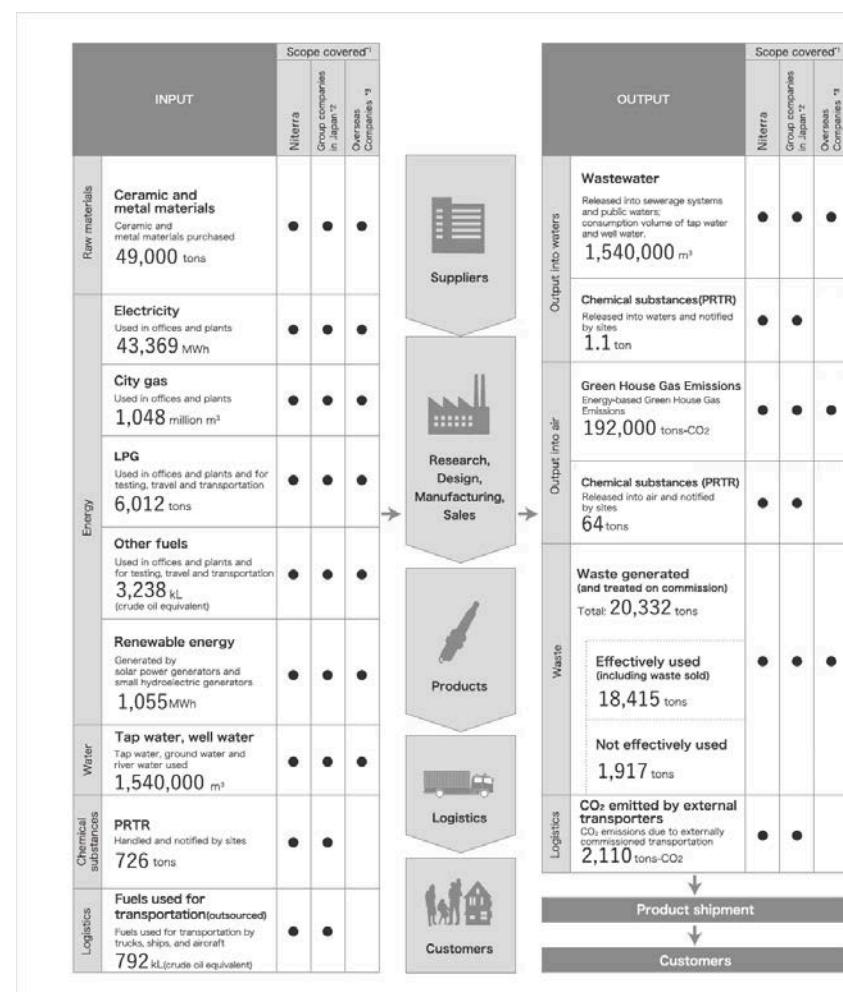 INPUT
Scope covered*1
Niterra
Group companies
in Japan *2
Overseas
Companies *3
Raw materials
Ceramic and
metal materials
Ceramic and
metal materials purchased
49,000 tons
Energy
Electricity
Used in offices and plants
43,369 MWh
City gas
Used in offices and plants
1,048 million m³
LPG
Used in offices and plants and for
testing, travel and transportation
6,012 tons
Other fuels
Used in offices and plants and
for testing, travel and transportation
3,238 kL
(crude oil equivalent)
Renewable energy
Generated by
solar power generators and
small hydroelectric generators
1,055MWh
Water
Tap water, well water
Tap water, ground water and
river water used
1,540,000 m³
Chemical
substances
PRTR
Handled and notified by sites
726 tons
Logistics
Fuels used for
transportation(outsourced)
Fuels used for transportation by
trucks, ships, and aircraft
792 kL(crude oil equivalent)
Suppliers
Research,
Design,
Manufacturing,
Sales
Products
Logistics
Customers
OUTPUT
Scope covered*1
Niterra
Group companies
in Japan *2
Overseas
Companies *3
Output into waters
Wastewater
Released into sewerage systems
and public waters;
consumption volume of tap water
and well water.
1,540,000 m³
Chemical substances(PRTR)
Released into waters and notified
by sites
1.1 ton
Output into air
Green House Gas Emissions
Energy-based Green House Gas
Emissions
192,000 tons-CO2
Chemical substances (PRTR)
Released into air and notified
by sites
64tons
Waste
Waste generated
(and treated on commission)
Total: 20,332 tons
Effectively used
(including waste sold)
18,415 tons
Not effectively used
1,917 tons
Logistics
CO2 emitted by external
transporters
CO2 emissions due to externally
commissioned transportation
2,110 tons-CO2
Product shipment
Customers